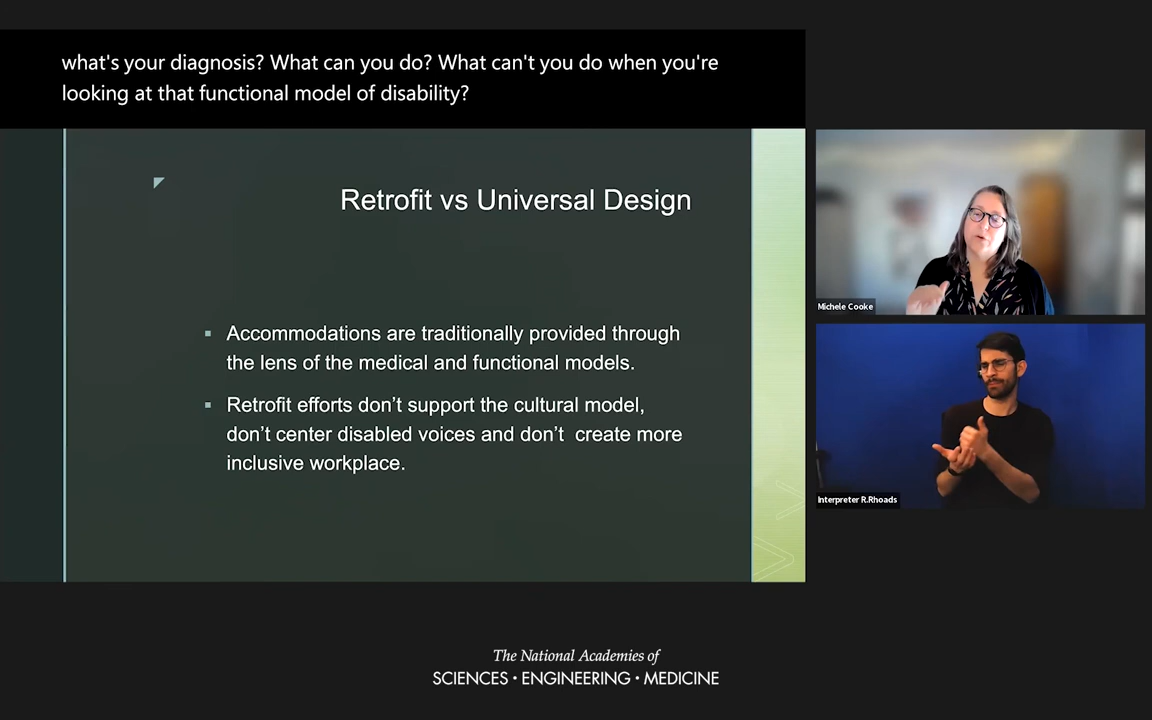 what's your diagnosis? What can you do? What can't you do when you're
looking at that functional model of disability?
Retrofit vs Universal Design
▪ Accommodations are traditionally provided through
the lens of the medical and functional models.
▪ Retrofit efforts don’t support the cultural model,
don’t center disabled voices and don’t  create more
inclusive workplace.
Michele Cooke
Interpreter R.Rhoads
The National Academies of
SCIENCES • ENGINEERING • MEDICINE